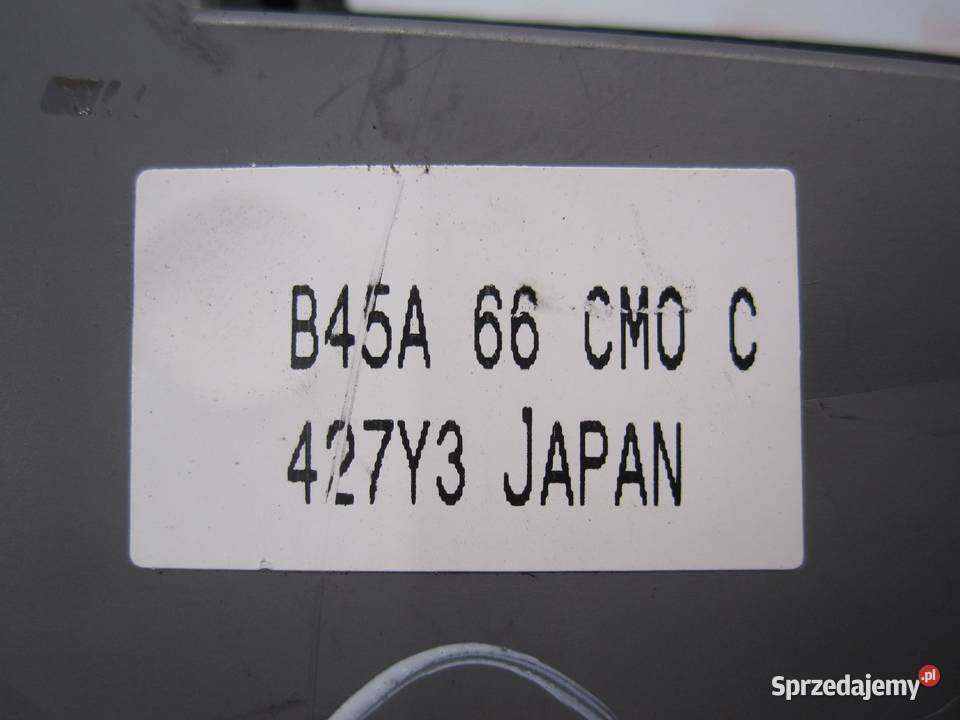 B45A 66 CM0 C
427Y3 JAPAN
Sprzedajemy.pl